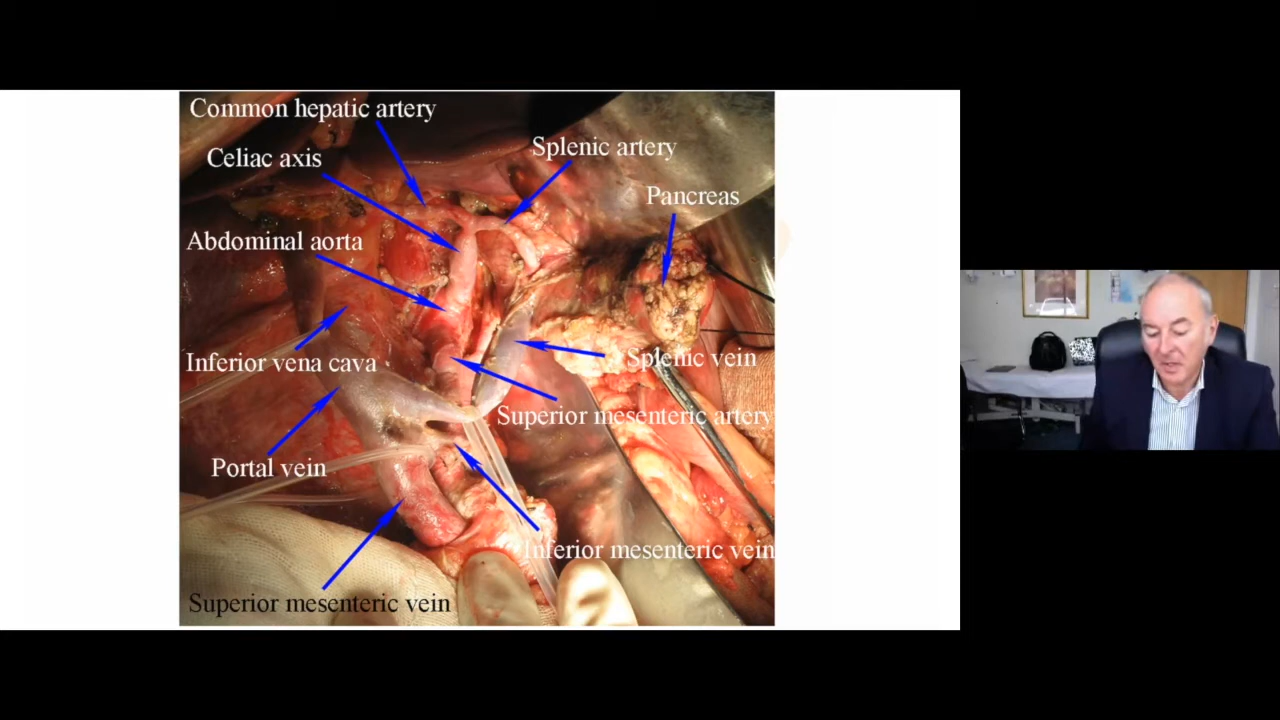 Common hepatic artery
Splenic artery
Celiac axis
Pancreas
Abdominal aorta
Inferior vena cava
Splenic vein
Superior mesenteric artery
Portal vein
Inferior mesenteric vein
Superior mesenteric vein